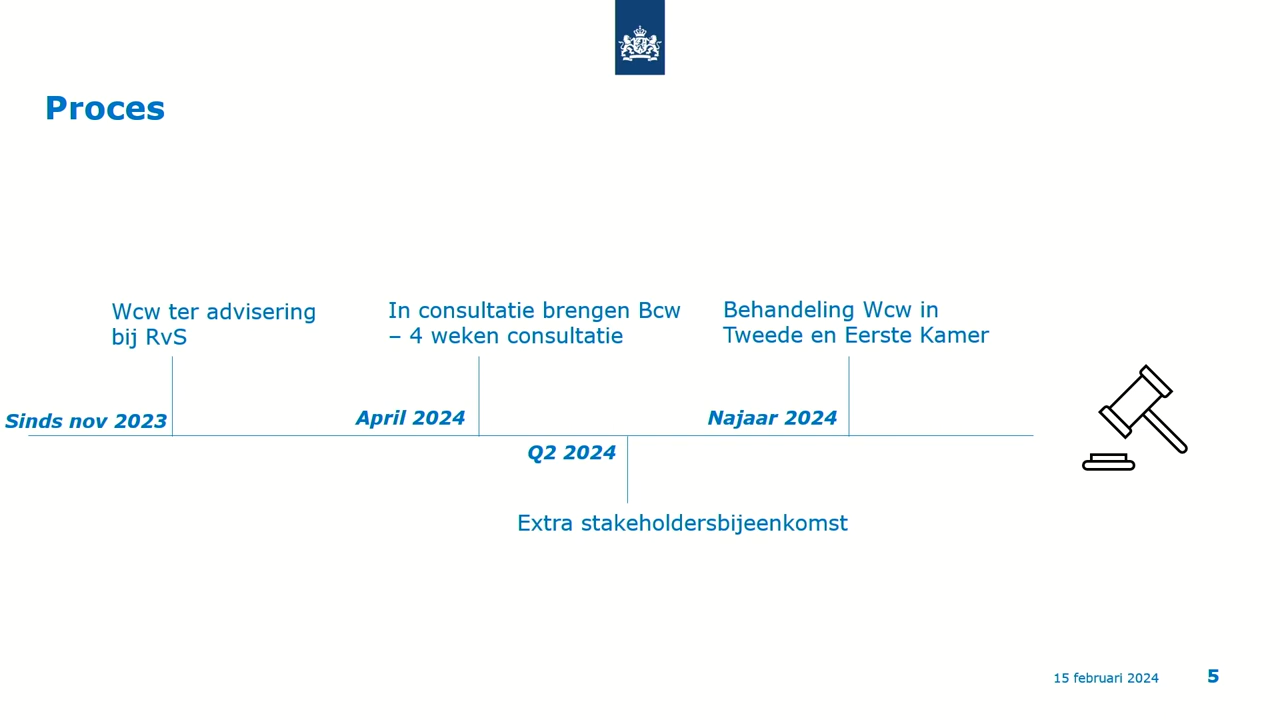 Proces
Wcw ter advisering
bij RvS
In consultatie brengen Bcw
– 4 weken consultatie
Behandeling Wcw in
Tweede en Eerste Kamer
Sinds nov 2023
April 2024
Najaar 2024
Q2 2024
Extra stakeholdersbijeenkomst
15 februari 2024
5